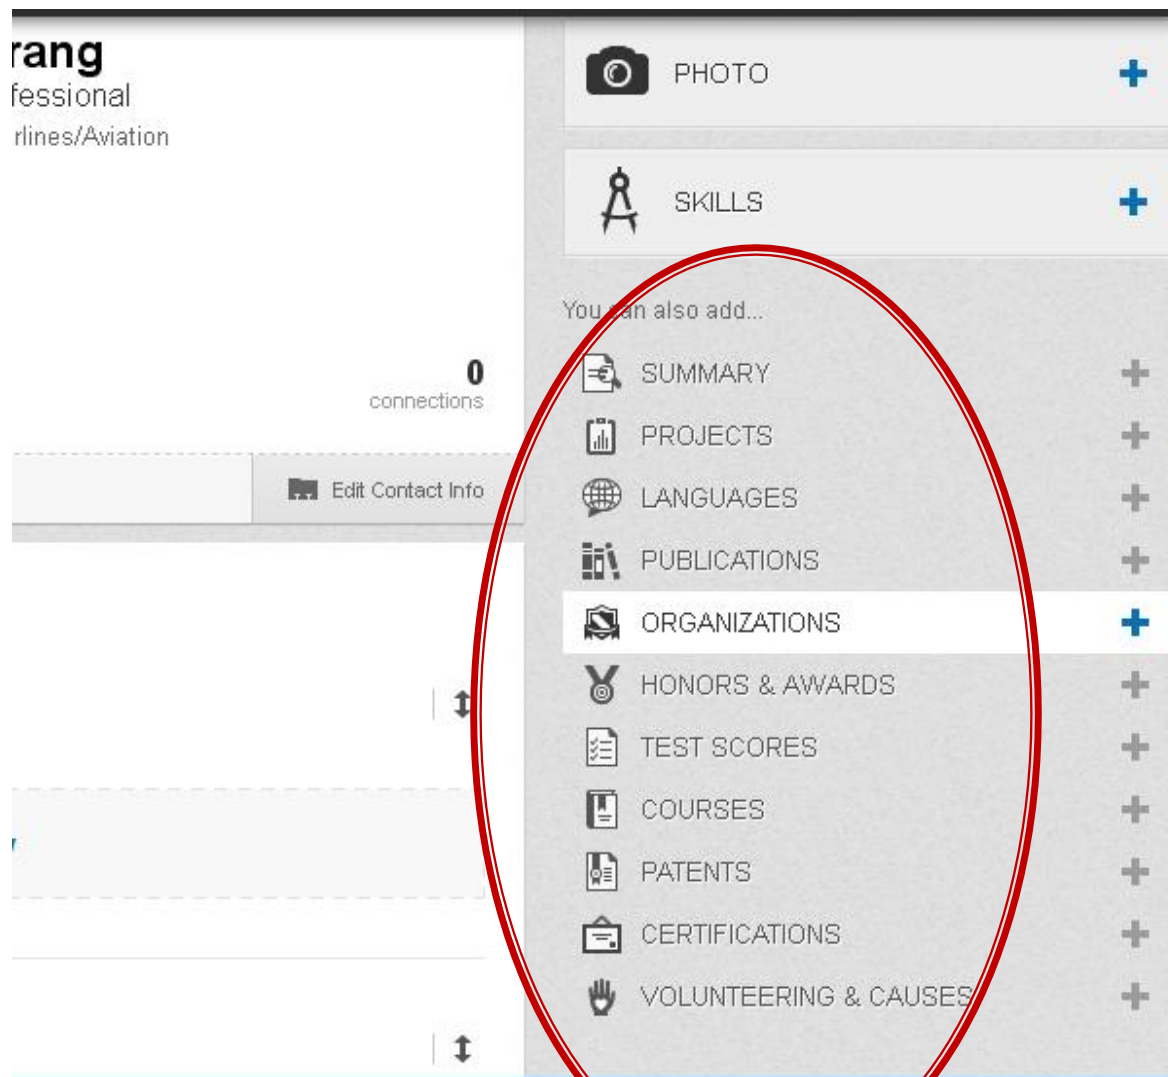 rang
fessional
rlines/Aviation
0
connections
Edit Contact Info
PHOTO
SKILLS
You can also add...
SUMMARY
PROJECTS
LANGUAGES
PUBLICATIONS
ORGANIZATIONS
HONORS & AWARDS
TEST SCORES
COURSES
PATENTS
CERTIFICATIONS
VOLUNTEERING & CAUSES